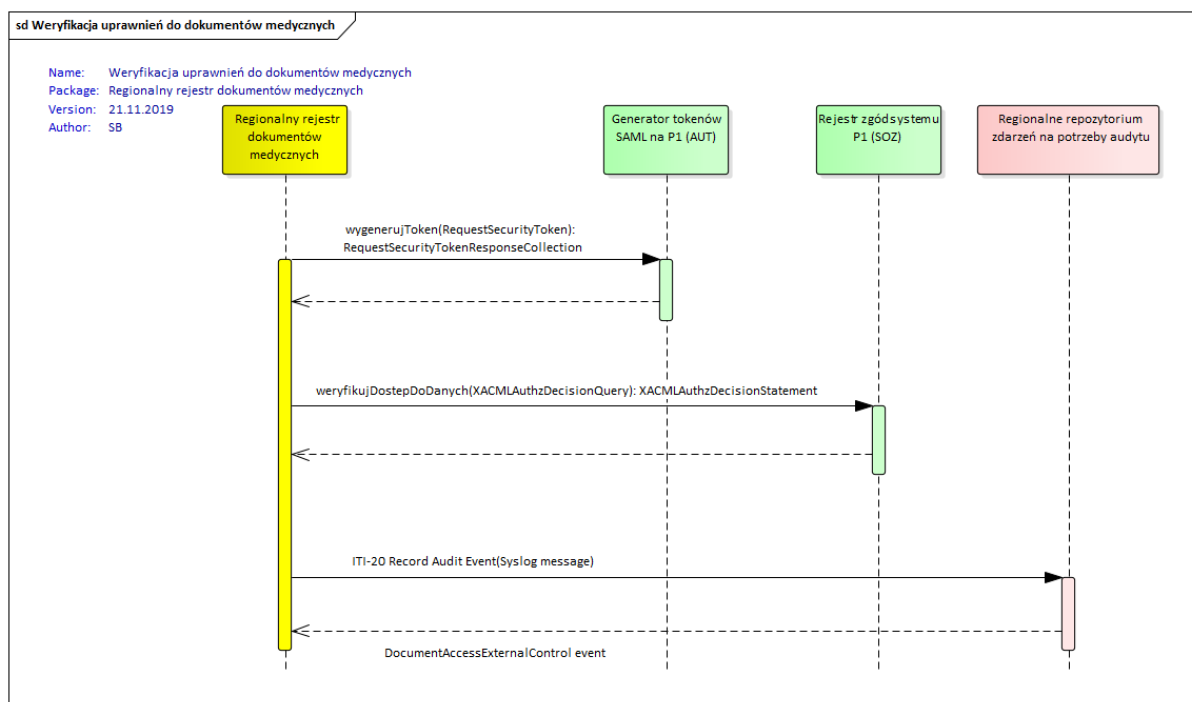 sd Weryfikacja uprawnień do dokumentów medycznych
Name: Weryfikacja uprawnień do dokumentów medycznych
Package: Regionalny rejestr dokumentów medycznych
Version: 21.11.2019
Author: SB
Regionalny rejestr
dokumentów
medycznych
Generator tokenów
SAML na P1 (AUT)
Rejestr zgód systemu
P1 (SOZ)
Regionalne repozytorium
zdarzeń na potrzeby audytu
wygenerujToken(RequestSecurityToken):
RequestSecurityTokenResponseCollection
weryfikujDostepDoDanych(XACMLAuthzDecisionQuery): XACMLAuthzDecisionStatement
ITI-20 Record Audit Event(Syslog message)
DocumentAccessExternalControl event